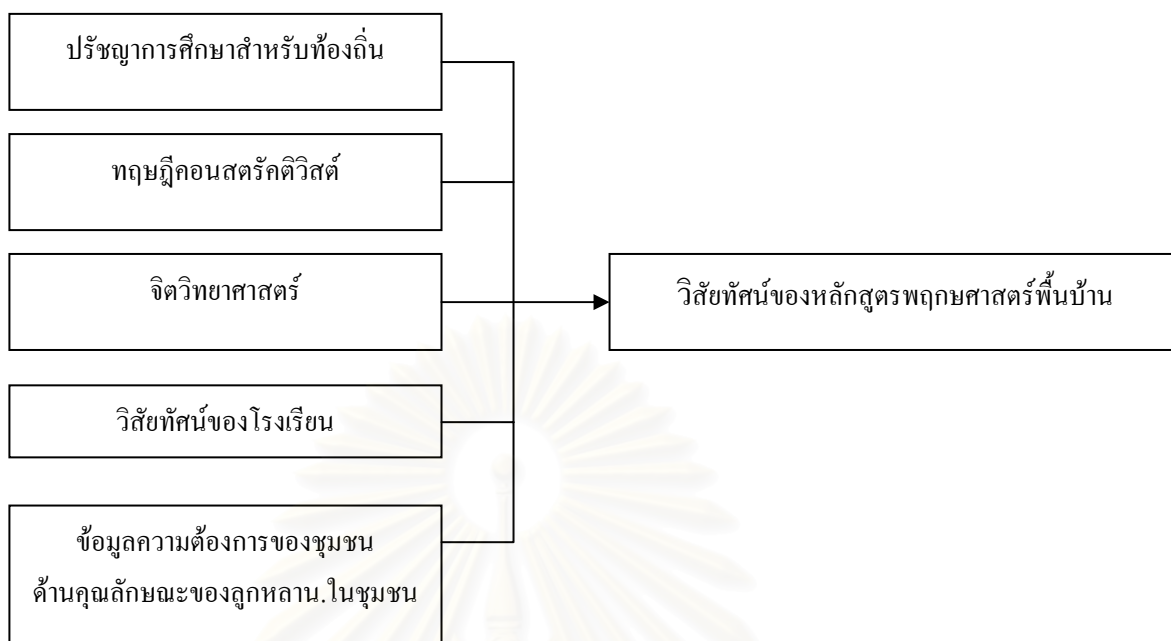 ปรัชญาการศึกษาสำหรับท้องถิ่น
ทฤษฎีคอนสตรัคติวิสต์
จิตวิทยาศาสตร์
วิสัยทัศน์ของหลักสูตรพฤกษศาสตร์พื้นบ้าน
วิสัยทัศน์ของโรงเรียน
ข้อมูลความต้องการของชุมชน
ด้านคุณลักษณะของลูกหลาน.ในชุมชน